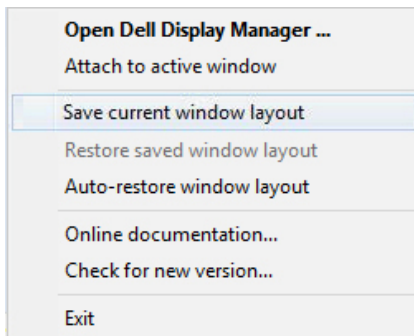 Open Dell Display Manager ...
Attach to active window
Save current window layout
Restore saved window layout
Auto-restore window layout
Online documentation...
Check for new version...
Exit